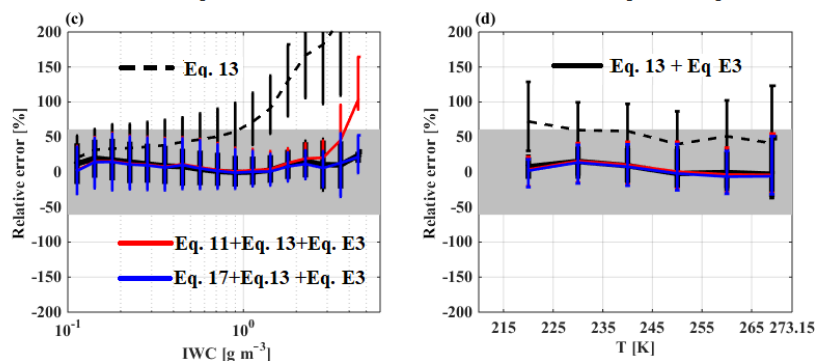 (c)
Relative error [%]
200
150
100
50
0
-50
-100
-150
-200
Eq. 13
Eq. 11+Eq. 13+Eq. E3
Eq. 17+Eq.13 +Eq. E3
10-1
100
IWC [g m−3]
(d)
Relative error [%]
200
150
100
50
0
-50
-100
-150
-200
Eq. 13 + Eq E3
215
225
235
245
255
265 273.15
T [K]